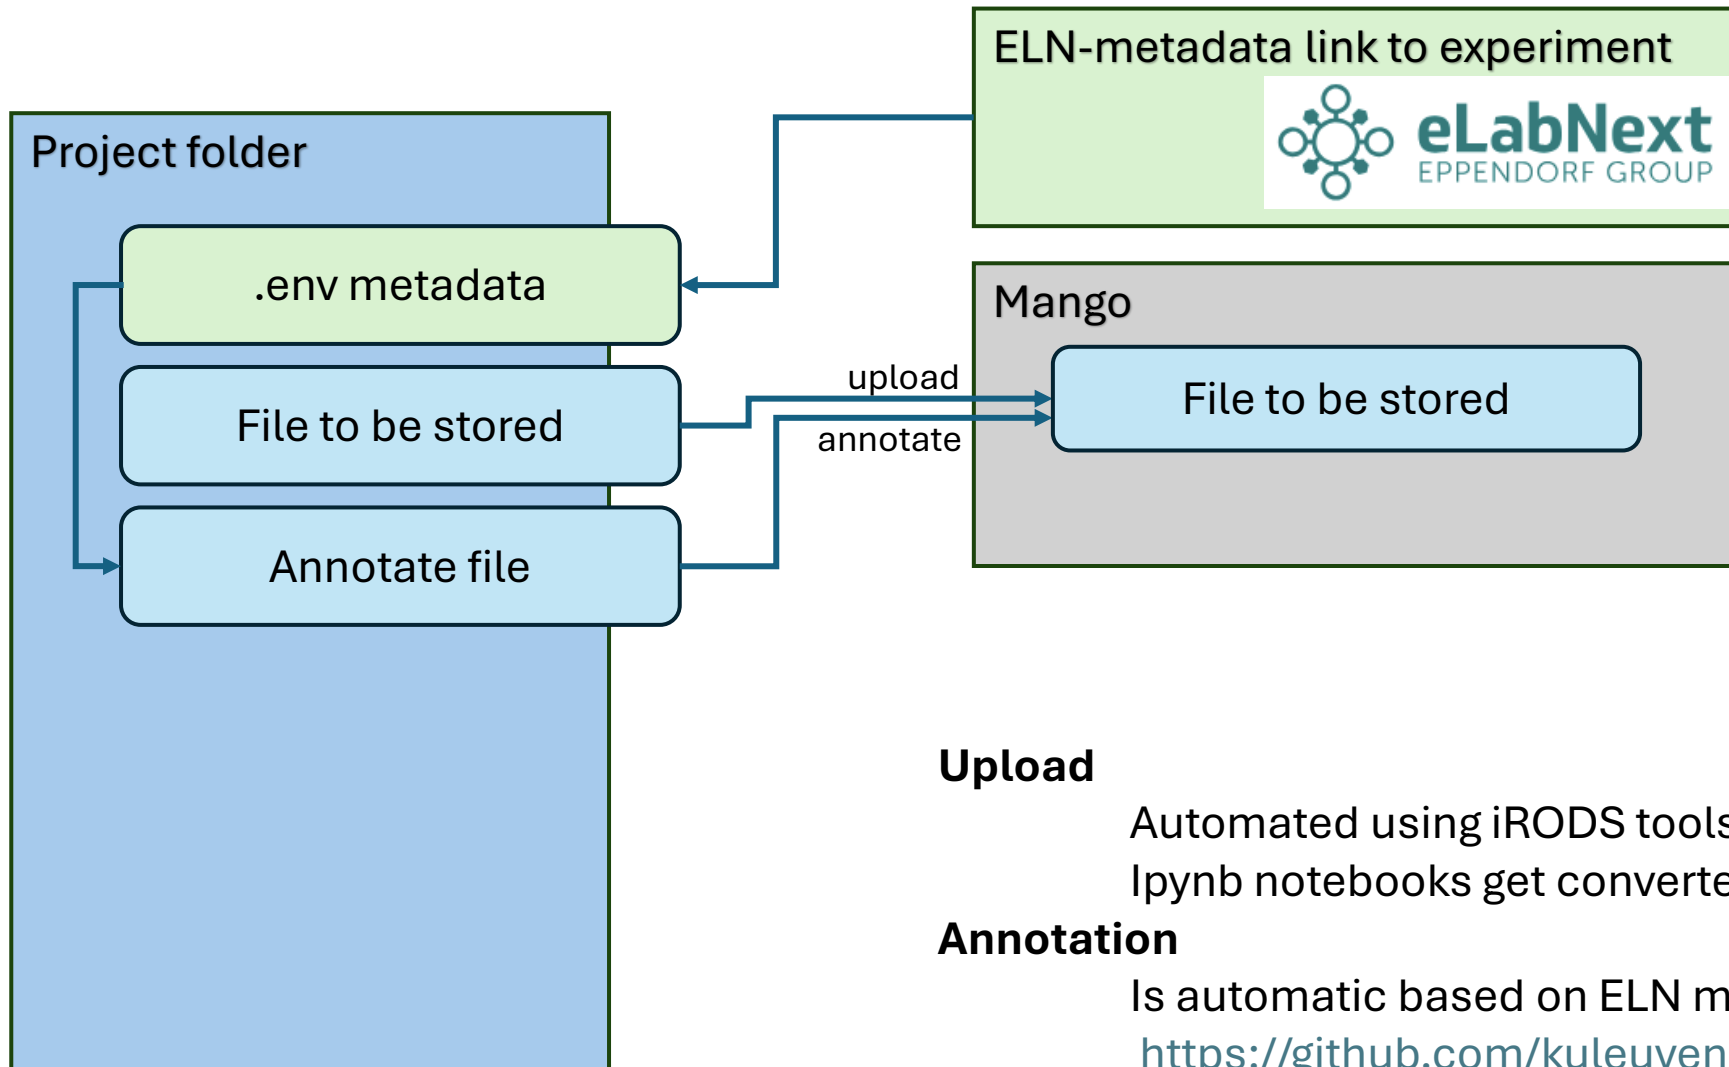 ELN-metadata link to experiment
eLabNext
EPPENDORF GROUP
Project folder
.env metadata
File to be stored
Annotate file
upload
annotate
Mango
File to be stored
Upload
Automated using iRODS tools
Ipynb notebooks get converte
Annotation
Is automatic based on ELN m
https://github.com/kuleuven